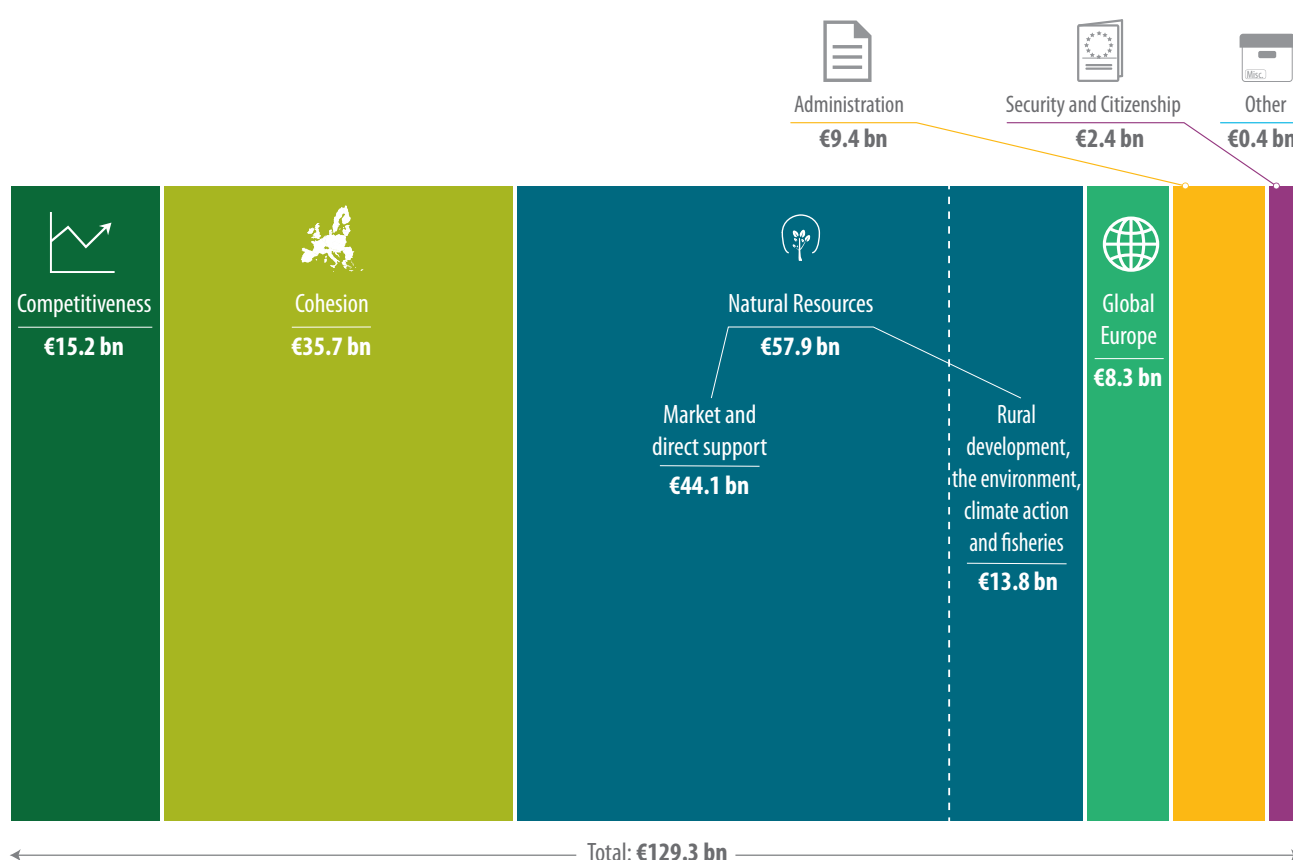 Misc.
Administration
€9.4 bn
Security and Citizenship
€2.4 bn
Other
€0.4 bn
Competitiveness
€15.2 bn
Cohesion
€35.7 bn
Natural Resources
€57.9 bn
Market and
direct support
€44.1 bn
Rural
development,
the environment,
climate action
and fisheries
€13.8 bn
Global
Europe
€8.3 bn
Total: €129.3 bn